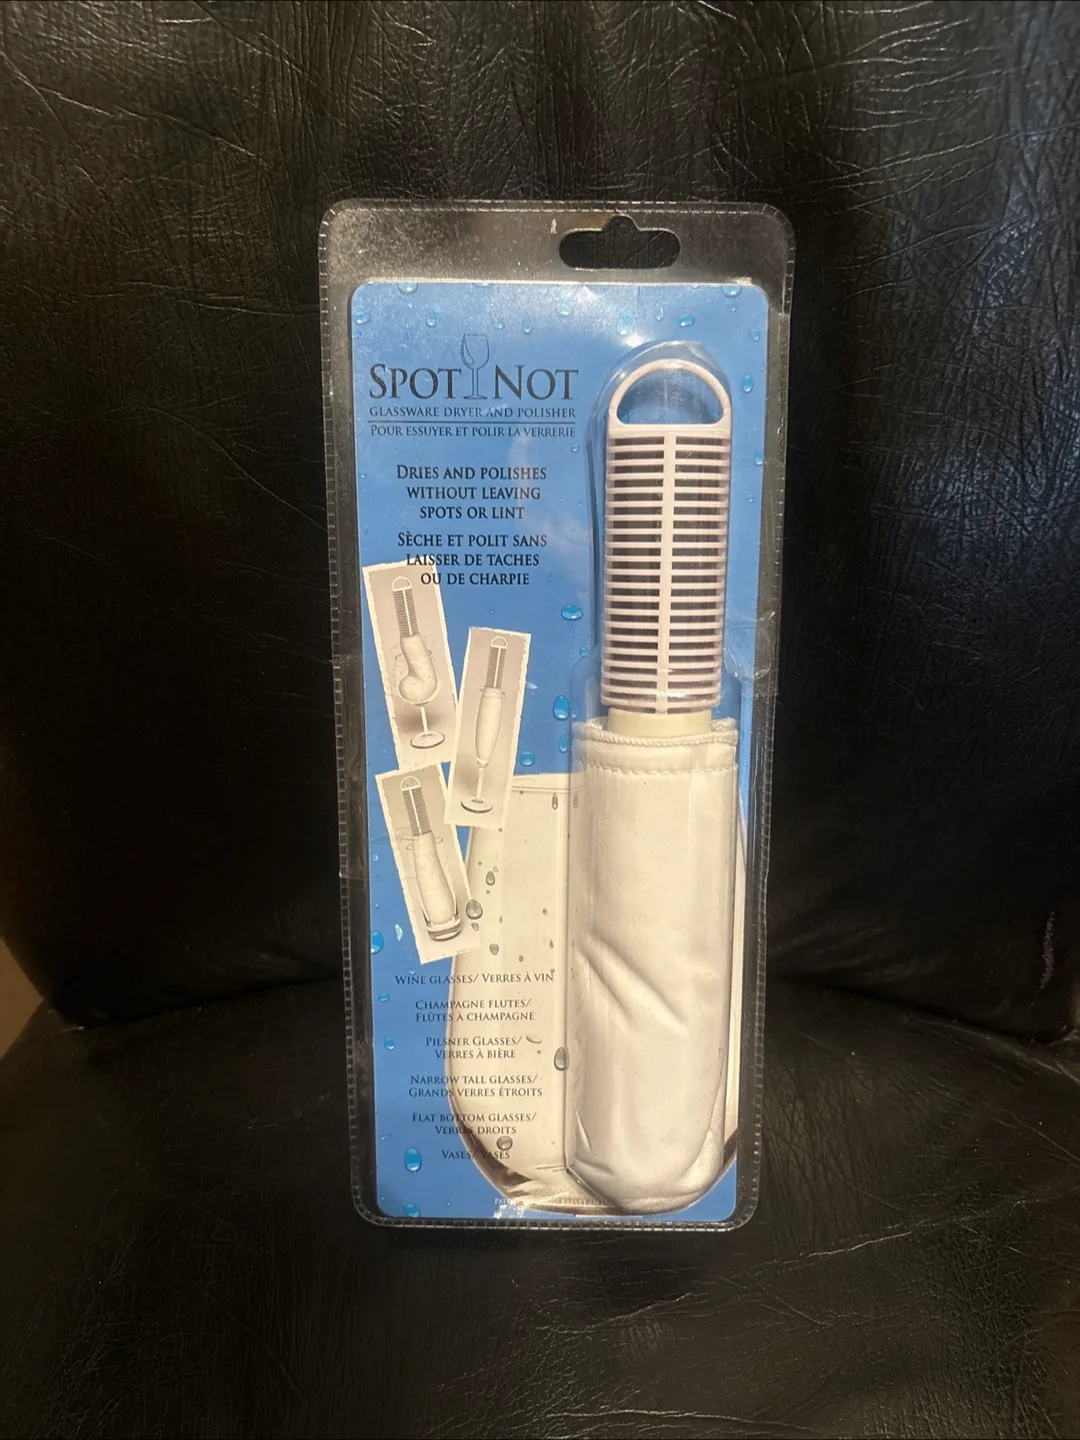 SPOT NOT
GLASSWARE DRYER AND POLISHER
POUR ESSUYER ET POLIR LA VERRERIE
DRIES AND POLISHES
WITHOUT LEAVING
SPOTS OR LINT
SÈCHE ET POLIT SANS
LAISSER DE TACHES
OU DE CHARPIE
WINE GLASSES/ VERRES À VIN
CHAMPAGNE FLUTES/
FLÛTES À CHAMPAGNE
PILSNER GLASSES/
VERRES À BIÈRE
NARROW TALL GLASSES/
GRANDS VERRES ÉTROITS
FLAT BOTTOM GLASSES/
VERRES DROITS
VASES/ VASES